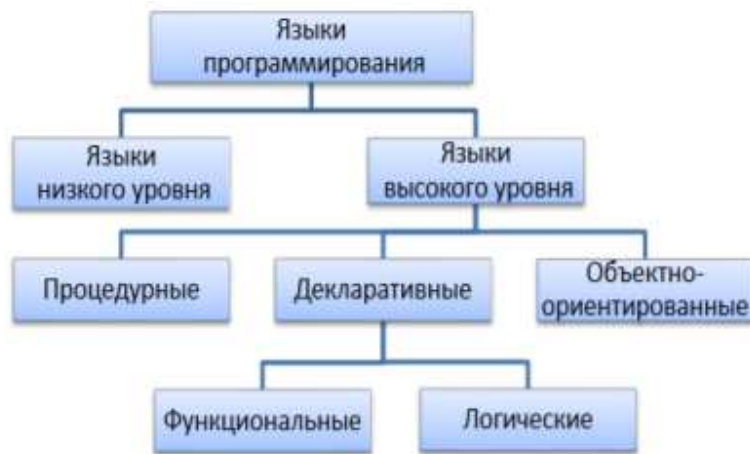 Языки
программирования
Языки
низкого уровня
Языки
высокого уровня
Процедурные
Декларативные
Объектно-
ориентированные
Функциональные
Логические